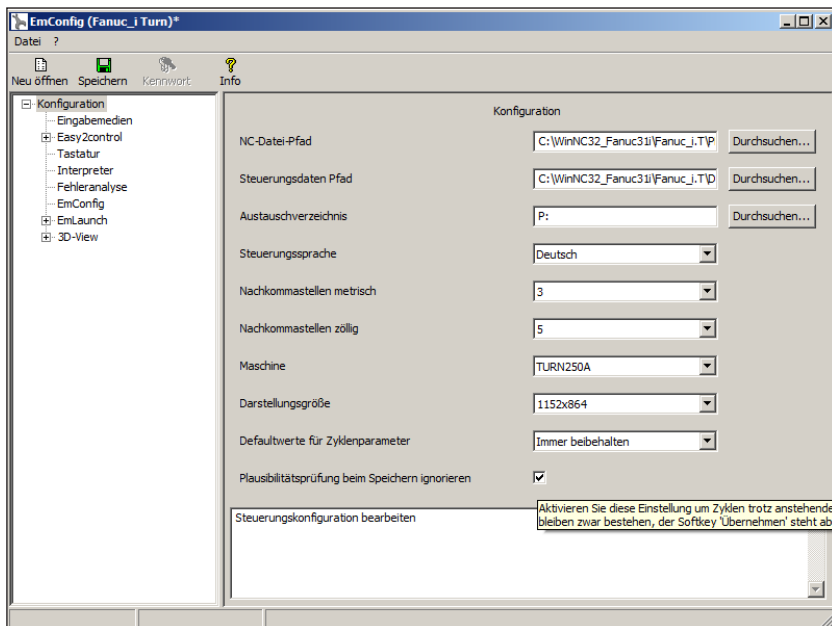 EmConfig (Fanuc_i Turn)*
Datei ?
Neu öffnen Speichern Kennwort Info
Konfiguration
Eingabemedien
Easy2control
Tastatur
Interpreter
Fehleranalyse
EmConfig
EmLaunch
3D-View
Konfiguration
NC-Datei-Pfad C:\WinNC32_Fanuc31i\Fanuc_i.T\P Durchsuchen...
Steuerungsdaten Pfad C:\WinNC32_Fanuc31i\Fanuc_i.T\D Durchsuchen...
Austauschverzeichnis P: Durchsuchen...
Steuerungssprache Deutsch
Nachkommastellen metrisch 3
Nachkommastellen zöllig 5
Maschine TURN250A
Darstellungsgröße 1152x864
Defaultwerte für Zyklenparameter Immer beibehalten
Plausibilitätsprüfung beim Speichern ignorieren
Aktivieren Sie diese Einstellung um Zyklen trotz anstehende
bleiben zwar bestehen, der Softkey 'Übernehmen' steht ab
Steuerungskonfiguration bearbeiten